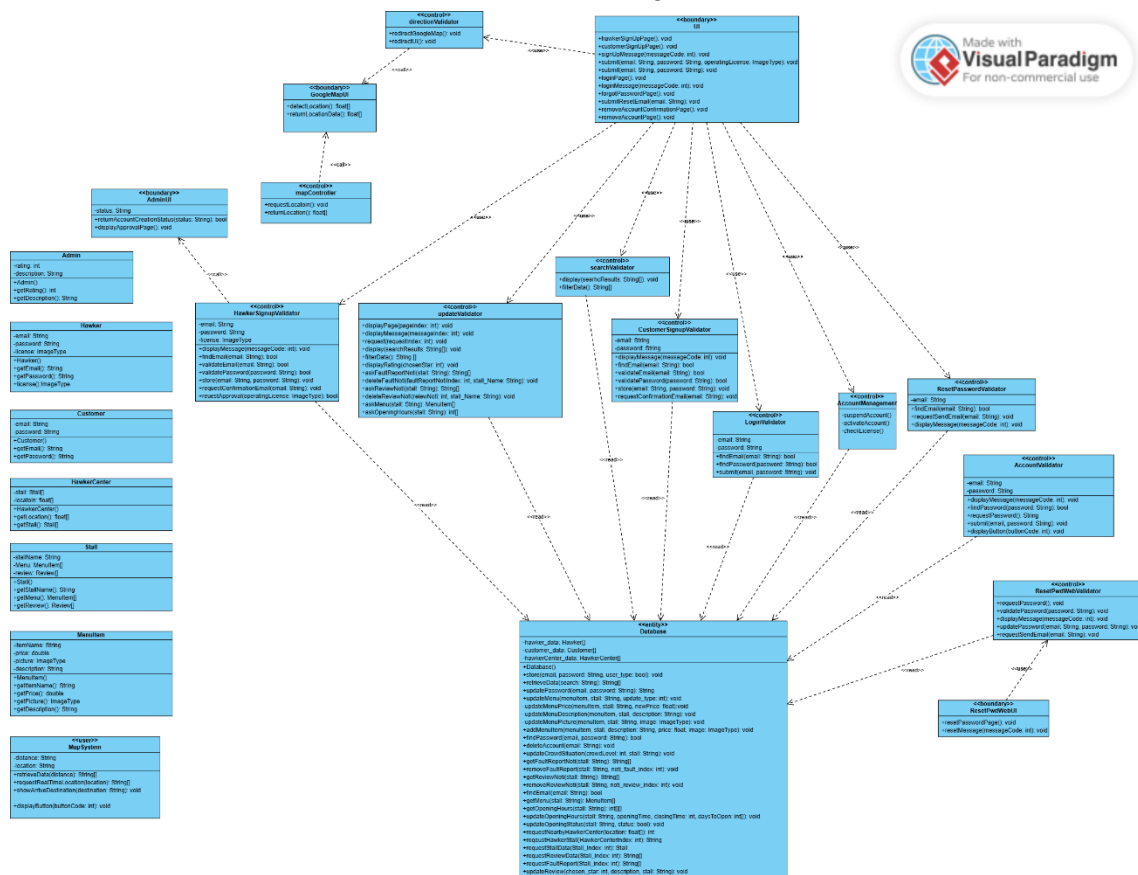 Made with
Visual Paradigm
For non-commercial use
<<control>>
directionValidator
+redirectGoogleMap(): void
+redirectUI(): void
<<boundary>>
UI
+hawkerSignUpPage(): void
+customerSignUpPage(): void
+signUpMessage(messageCode: int): void
+submit(email: String, password: String, operatingLicense: ImageType): void
+submit(email: String, password: String): void
+loginPage(): void
+loginMessage(messageCode: int): void
+forgotPasswordPage(): void
+submitResetEmail(email: String): void
+removeAccountConfirmationPage(): void
+removeAccountPage(): void
<<use>>
<<call>>
<<boundary>>
GoogleMapUI
+detectLocation(): float[]
+returnLocationData(): float[]
<<call>>
<<control>>
mapController
+requestLocatoin(): void
+returnLocation(): float[]
<<boundary>>
AdminUI
-status: String
+returnAccountCreationStatus(status: String): bool
+displayApprovalPage(): void
<<call>>
<<use>>
<<use>>
<<use>>
<<use>>
<<use>>
<<use>>
<<use>>
Admin
-rating: int
-description: String
+Admin()
+getRating(): int
+getDescription(): String
<<control>>
searchValidator
+display(searhcResults: String[]): void
+filterData(): String[]
<<control>>
HawkerSignupValidator
-email: String
-password: String
-license: ImageType
+displayMessage(messageCode: int): void
+findEmail(email: String): bool
+validateEmail(email: String): bool
+validatePassword(password: String): bool
+store(email: String, password: String): void
+requestConfirmationEmail(email: String): void
+reuestApproval(operatingLicense: ImageType): bool
<<control>>
updateValidator
+displayPage(pageIndex: int): void
+displayMessage(messageIndex: int): void
+request(requestIndex: int): void
+display(searchResults: String[]): void
+filterData(): String []
+displayRating(chosenStar: int): void
+askFaultReportNoti(stall: String): String[]
+deleteFaultNoti(faultReportNotiIndex: int, stall_Name: String): void
+askReviewNoti(stall: String): String[]
+askMenu(stall: String): MenuItem[]
+askOpeningHours(stall: String): int[]
<<control>>
CustomerSignupValidator
-email: String
-password: String
+displayMessage(messageCode: int): void
+findEmail(email: String): bool
+validateEmail(email: String): bool
+validatePassword(password: String): bool
+store(email: String, password: String): void
+requestConfirmationEmail(email: String): void
<<control>>
ResetPasswordValidator
-email: String
+findEmail(email: String): bool
+requestSendEmail(email: String): void
+displayMessage(messageCode: int): void
<<control>>
AccountManagement
-suspendAccount()
-activateAccount()
-checkLicense()
<<control>>
LoginValidator
-email: String
-password: String
+findEmail(email: String): bool
+findPassword(password: String): bool
+submit(email, password: String): void
<<control>>
AccountValidator
-email: String
-password: String
+displayMessage(messageCode: int): void
+findPassword(password: String): bool
+requestPassword(): String
+submit(email, password: String): void
+displayButton(buttonCode: int): void
Hawker
-email: String
-password: String
-license: ImageType
+Hawker()
+getEmail(): String
+getPassword(): String
+license(): ImageType
Customer
-email: String
-password: String
+Customer()
+getEmail(): String
+getPassword(): String
HawkerCenter
-stall: Stall[]
-location: float[]
+HawkerCenter()
+getLocation(): float[]
+getStall(): Stall[]
Stall
-stallName: String
-Menu: MenuItem[]
-review: Review[]
+Stall()
+getStallName(): String
+getMenu(): MenuItem[]
+getReview(): Review[]
MenuItem
-itemName: String
-price: double
-picture: ImageType
-description: String
+MenuItem()
+getItemName(): String
+getPrice(): double
+getPicture(): ImageType
+getDescription(): String
<<user>>
MapSystem
-distance: String
-location: String
+retrieveData(distance): String[]
+requestRealTimeLocation(location): String[]
+showArriveDestination(destination: String): void
+displayButton(buttonCode: int): void
<<read>>
<<read>>
<<read>>
<<read>>
<<read>>
<<read>>
<<read>>
<<read>>
<<read>>
<<control>>
ResetPwdWebValidator
+requestPassword(): void
+validatePassword(password: String): void
+displayMessage(messageCode: int): void
+updatePassword(email: String, password: String): void
+requestSendEmail(email: String): void
<<use>>
<<boundary>>
ResetPwdWebUI
+resetPasswordPage(): void
+resetMessage(messageCode: int): void
<<entity>>
Database
-hawker_data: Hawker[]
-customer_data: Customer[]
-hawkerCenter_data: HawkerCenter[]
+Database()
+store(email, password: String, user_type: bool): void
+retrieveData(search: String): String[]
+updatePassword(email, password: String): String
+updateMenu(menuitem, stall: String, update_type: int): void
-updateMenuPrice(menuitem, stall: String, newPrice: float):void
-updateMenuDescription(menuitem, stall, description: String): void
-updateMenuPicture(menuitem, stall: String, image: ImageType): void
+addMenuItem(menuitem, stall, description: String, price: float, image: ImageType): void
+findPassword(email, password: String): bool
+deleteAccount(email: String): void
+updateCrowdSituation(crowdLevel: int, stall: String): void
+getFaultReportNoti(stall: String): String[]
+removeFaultReport(stall: String, noti_fault_index: int): void
+getReviewNoti(stall: String): String[]
+removeReviewNoti(stall: String, noti_review_index: int): void
+findEmail(email: String): bool
+getMenu(stall: String): MenuItem[]
+getOpeningHours(stall: String): int[][]
+updateOpeningHours(stall: String, openingTime, closingTime: int, daysToOpen: int[]): void
+updateOpeningStatus(stall: String, status: bool): void
+requestNearbyHawkerCenter(location: float[]): int
+requestHawkerStall(HawkerCenterIndex: int): String
+requestStallData(Stall_Index: int): Stall
+requestReviewData(Stall_index: int): String[]
+requestFaultReport(Stall_index: int): String[]
+updateReview(chosen_star: int, description, stall: String): void